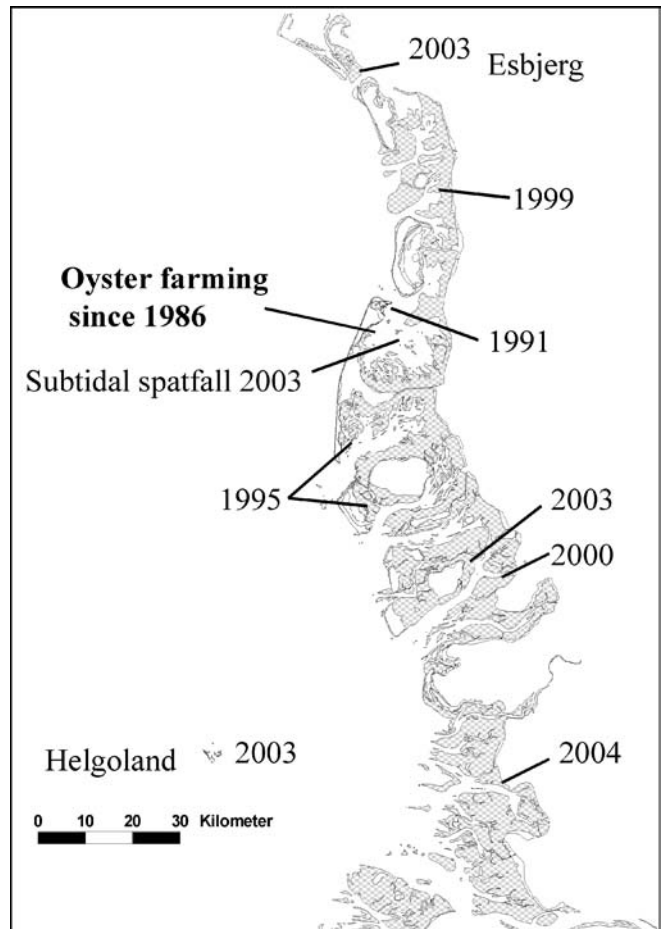 2003 Esbjerg
1999
Oyster farming
since 1986
1991
Subtidal spatfall 2003
1995
2003
2000
Helgoland 2003
2004
0 10 20 30 Kilometer